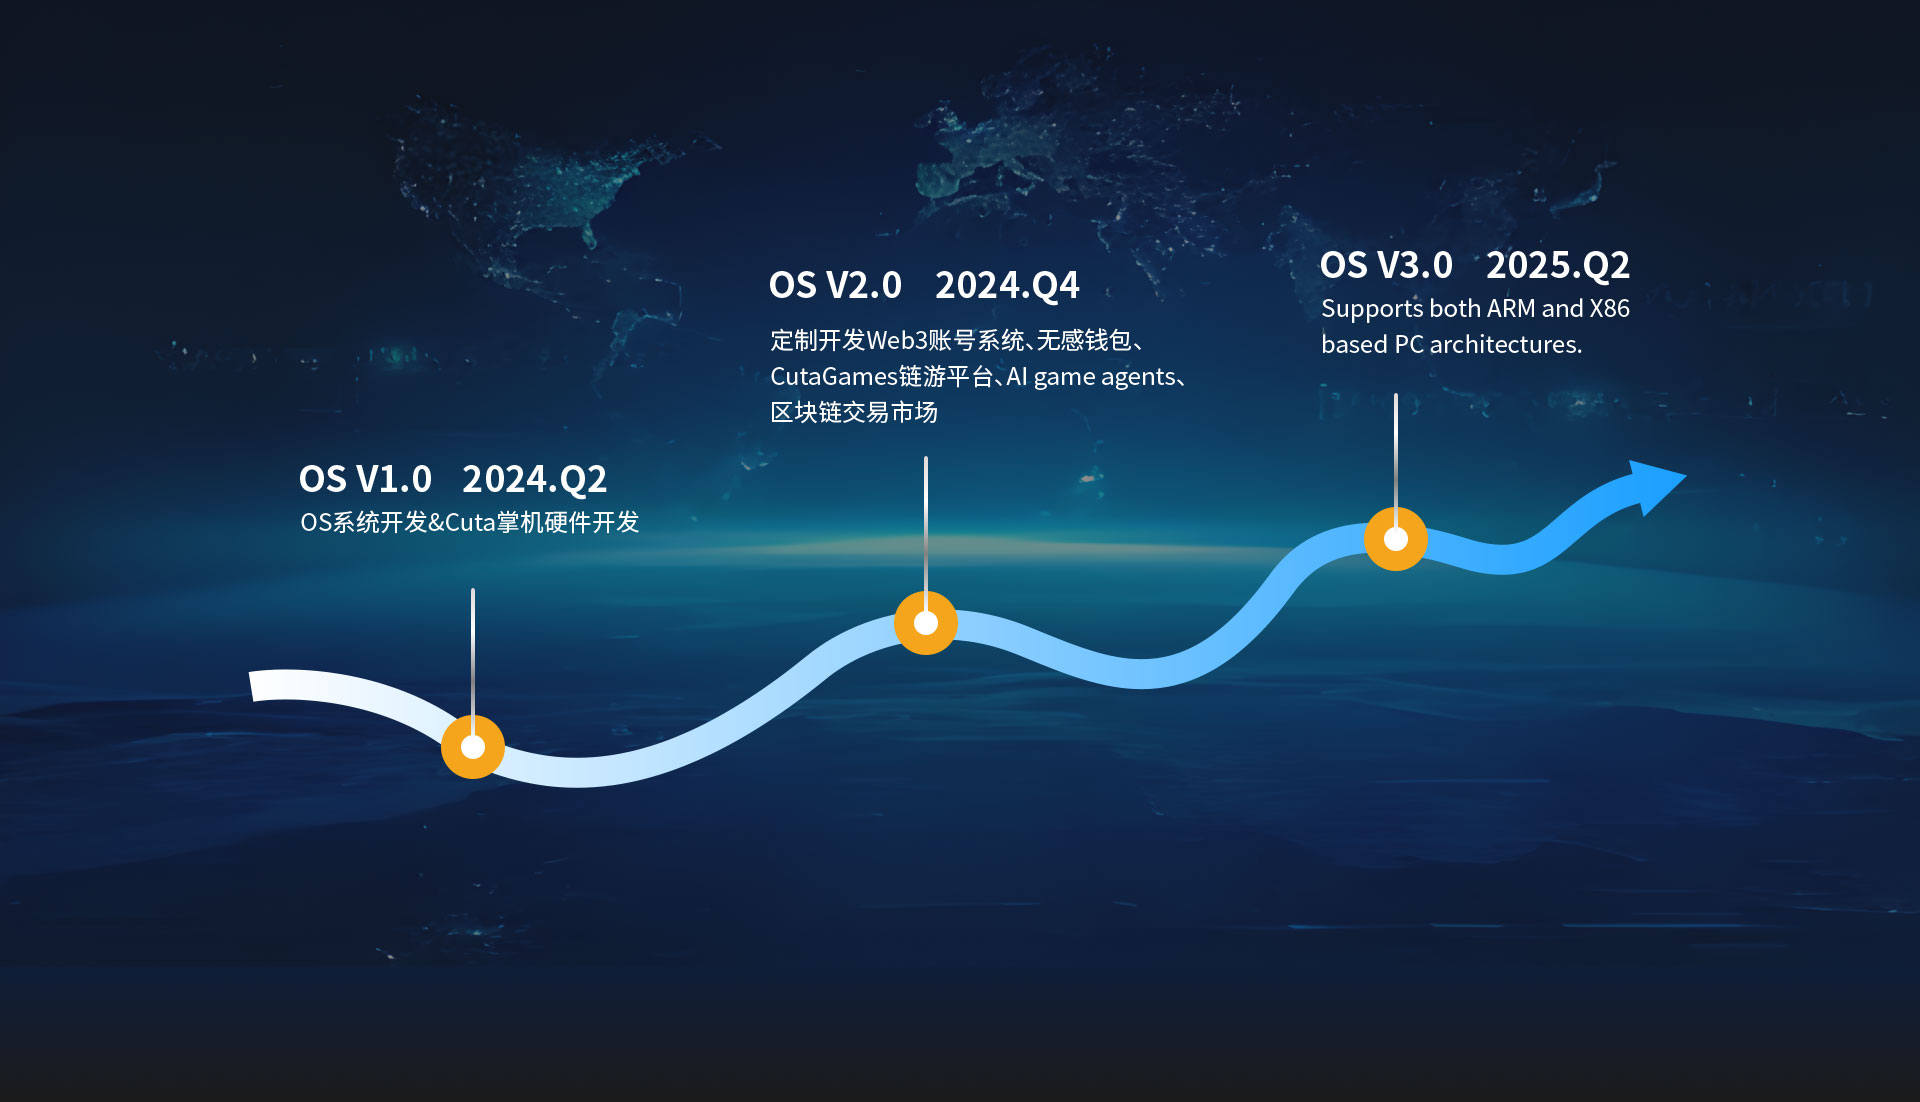 OS V1.0 2024.Q2
OS系统开发&Cuta掌机硬件开发
OS V2.0 2024.Q4
定制开发Web3账号系统、无感钱包、
CutaGames链游平台、AI game agents、
区块链交易市场
OS V3.0 2025.Q2
Supports both ARM and X86
based PC architectures.